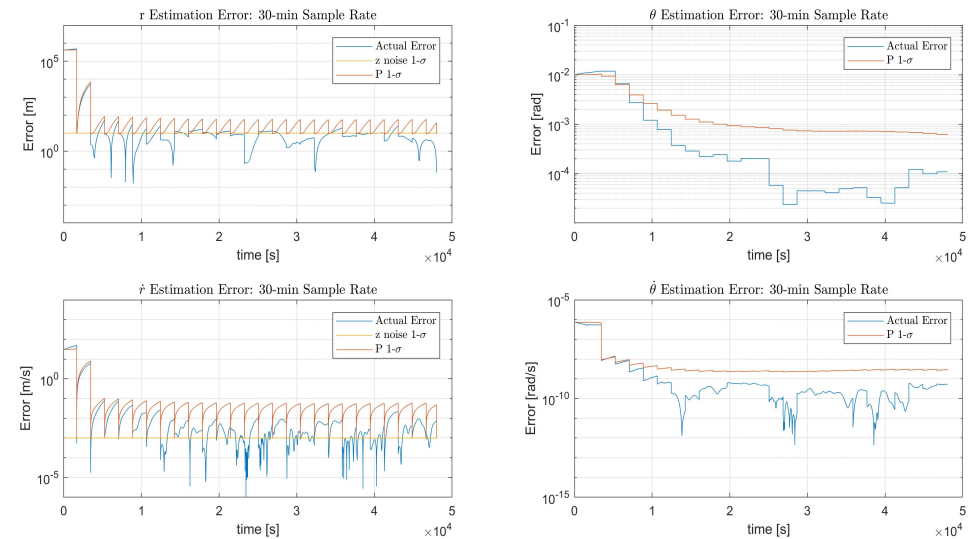 r Estimation Error: 30-min Sample Rate
Error [m]
10^5
10^0
Actual Error
z noise 1-σ
P 1-σ
0 1 2 3 4 5
time [s]
×10^4
θ Estimation Error: 30-min Sample Rate
Error [rad]
10^-1
10^-2
10^-3
10^-4
Actual Error
P 1-σ
0 1 2 3 4 5
time [s]
×10^4
ṙ Estimation Error: 30-min Sample Rate
Error [m/s]
10^0
10^-5
Actual Error
z noise 1-σ
P 1-σ
0 1 2 3 4 5
time [s]
×10^4
θ̇ Estimation Error: 30-min Sample Rate
Error [rad/s]
10^-5
10^-10
10^-15
Actual Error
P 1-σ
0 1 2 3 4 5
time [s]
×10^4